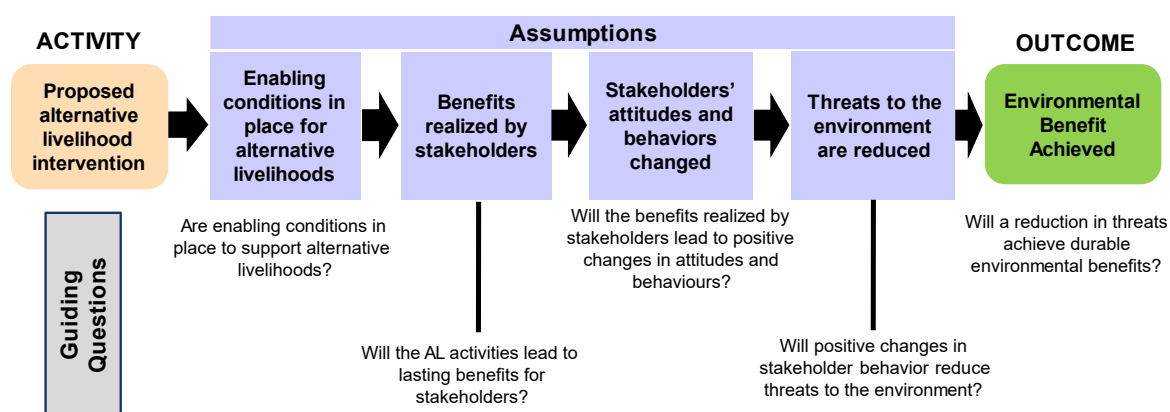 ACTIVITY
Assumptions
OUTCOME
Proposed
alternative
livelihood
intervention
Enabling
conditions in
place for
alternative
livelihoods
Benefits
realized by
stakeholders
Stakeholders’
attitudes and
behaviors
changed
Threats to the
environment
are reduced
Environmental
Benefit
Achieved
Guiding
Questions
Are enabling conditions in
place to support alternative
livelihoods?
Will the AL activities lead to
lasting benefits for
stakeholders?
Will the benefits realized by
stakeholders lead to positive
changes in attitudes and
behaviours?
Will positive changes in
stakeholder behavior reduce
threats to the environment?
Will a reduction in threats
achieve durable
environmental benefits?